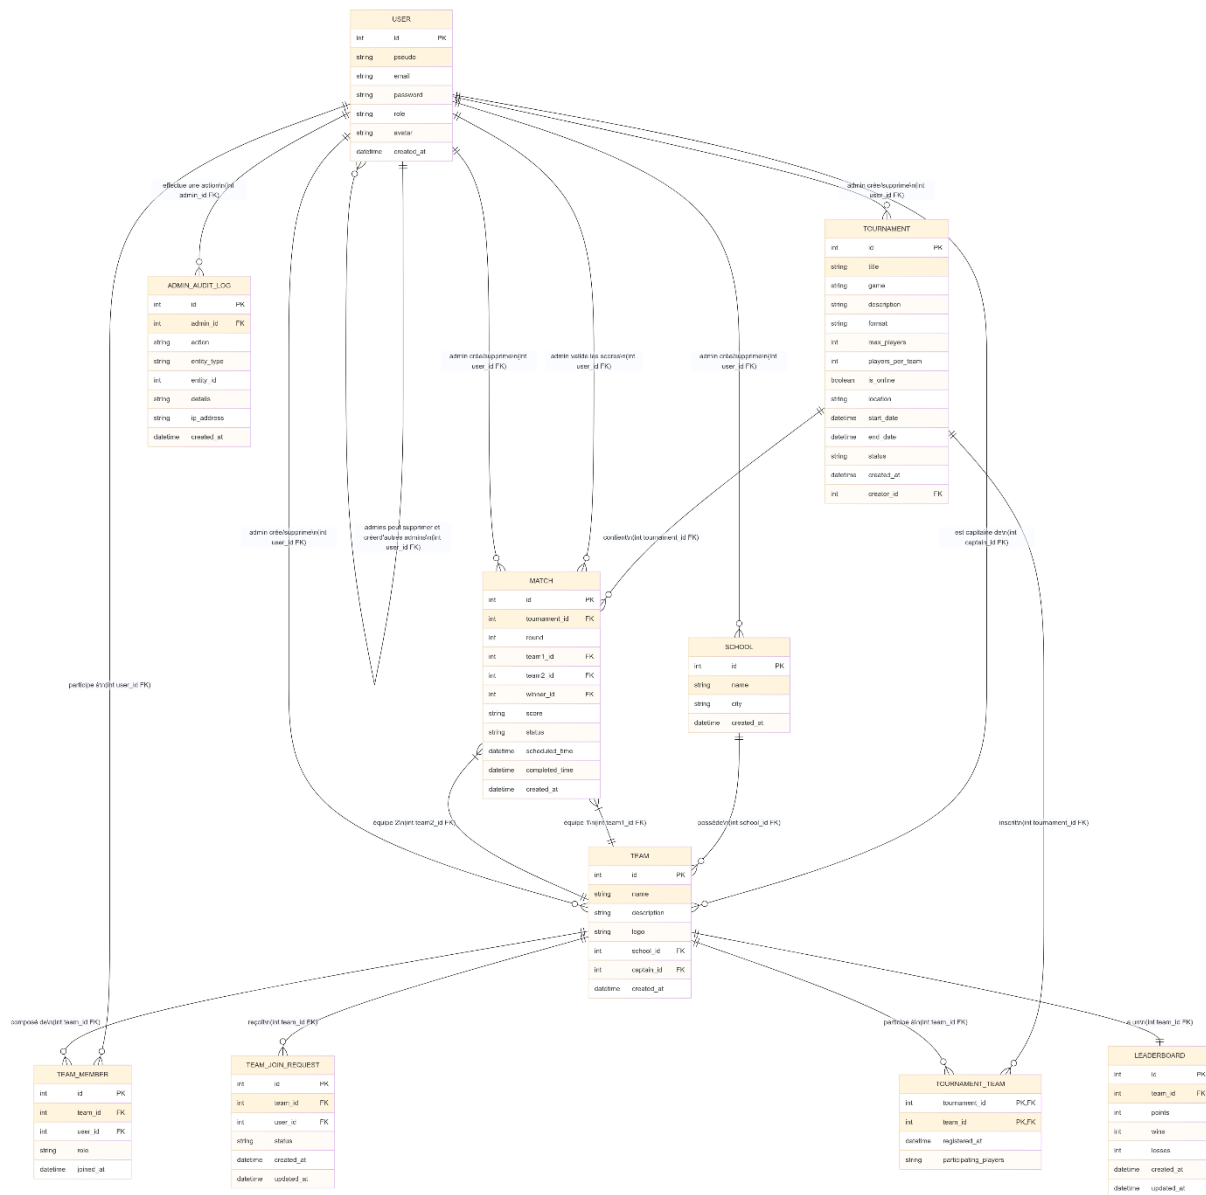 USER
int id PK
string pseudo
string email
string password
string role
string avatar
datetime created_at
effectue une action\n(int
admin_id FK)
admin crée/supprime\n(int
user_id FK)
TOURNAMENT
int id PK
string title
string game
string description
string format
int max_players
int players_per_team
boolean is_online
string location
datetime start_date
datetime end_date
string status
datetime created_at
int creator_id FK
ADMIN_AUDIT_LOG
int id PK
int admin_id FK
string action
string entity_type
int entity_id
string details
string ip_address
datetime created_at
admin crée/supprime\n(int
user_id FK)
admin valide les scores\n(int
user_id FK)
admin crée/supprime\n(int
user_id FK)
admin crée/supprime\n(int
user_id FK)
admins peut supprimer et
créer d'autres admins\n(int
user_id FK)
contient\n(int tournament_id FK)
est capitaine de\n(int
captain_id FK)
MATCH
int id PK
int tournament_id FK
int round
int team1_id FK
int team2_id FK
int winner_id FK
string score
string status
datetime scheduled_time
datetime completed_time
datetime created_at
SCHOOL
int id PK
string name
string city
datetime created_at
participe à\n(int user_id FK)
équipe 2\n(int team2_id FK)
équipe 1\n(int team1_id FK)
possède\n(int school_id FK)
inscrit\n(int tournament_id FK)
TEAM
int id PK
string name
string description
string logo
int school_id FK
int captain_id FK
datetime created_at
composé de\n(int team_id FK)
reçoit\n(int team_id FK)
participe à\n(int team_id FK)
a un\n(int team_id FK)
TEAM_MEMBER
int id PK
int team_id FK
int user_id FK
string role
datetime joined_at
TEAM_JOIN_REQUEST
int id PK
int team_id FK
int user_id FK
string status
datetime created_at
datetime updated_at
TOURNAMENT_TEAM
int tournament_id PK,FK
int team_id PK,FK
datetime registered_at
string participating_players
LEADERBOARD
int id PK
int team_id FK
int points
int wins
int losses
datetime created_at
datetime updated_at